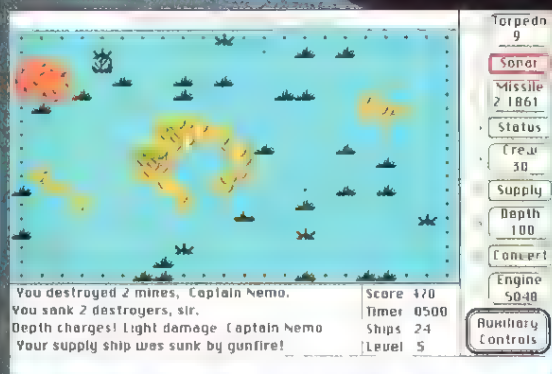 Torpedo
9
Sonar
Missile
2 1861
Status
Crew
30
Supply
Depth
100
Concert
Engine
5048
Auxiliary
Controls
You destroyed 2 mines, Captain Nemo.
You sank 2 destroyers, sir.
Depth charges! Light damage Captain Nemo
Your supply ship was sunk by gunfire!
Score 470
Timer 0500
Ships 24
Level 5